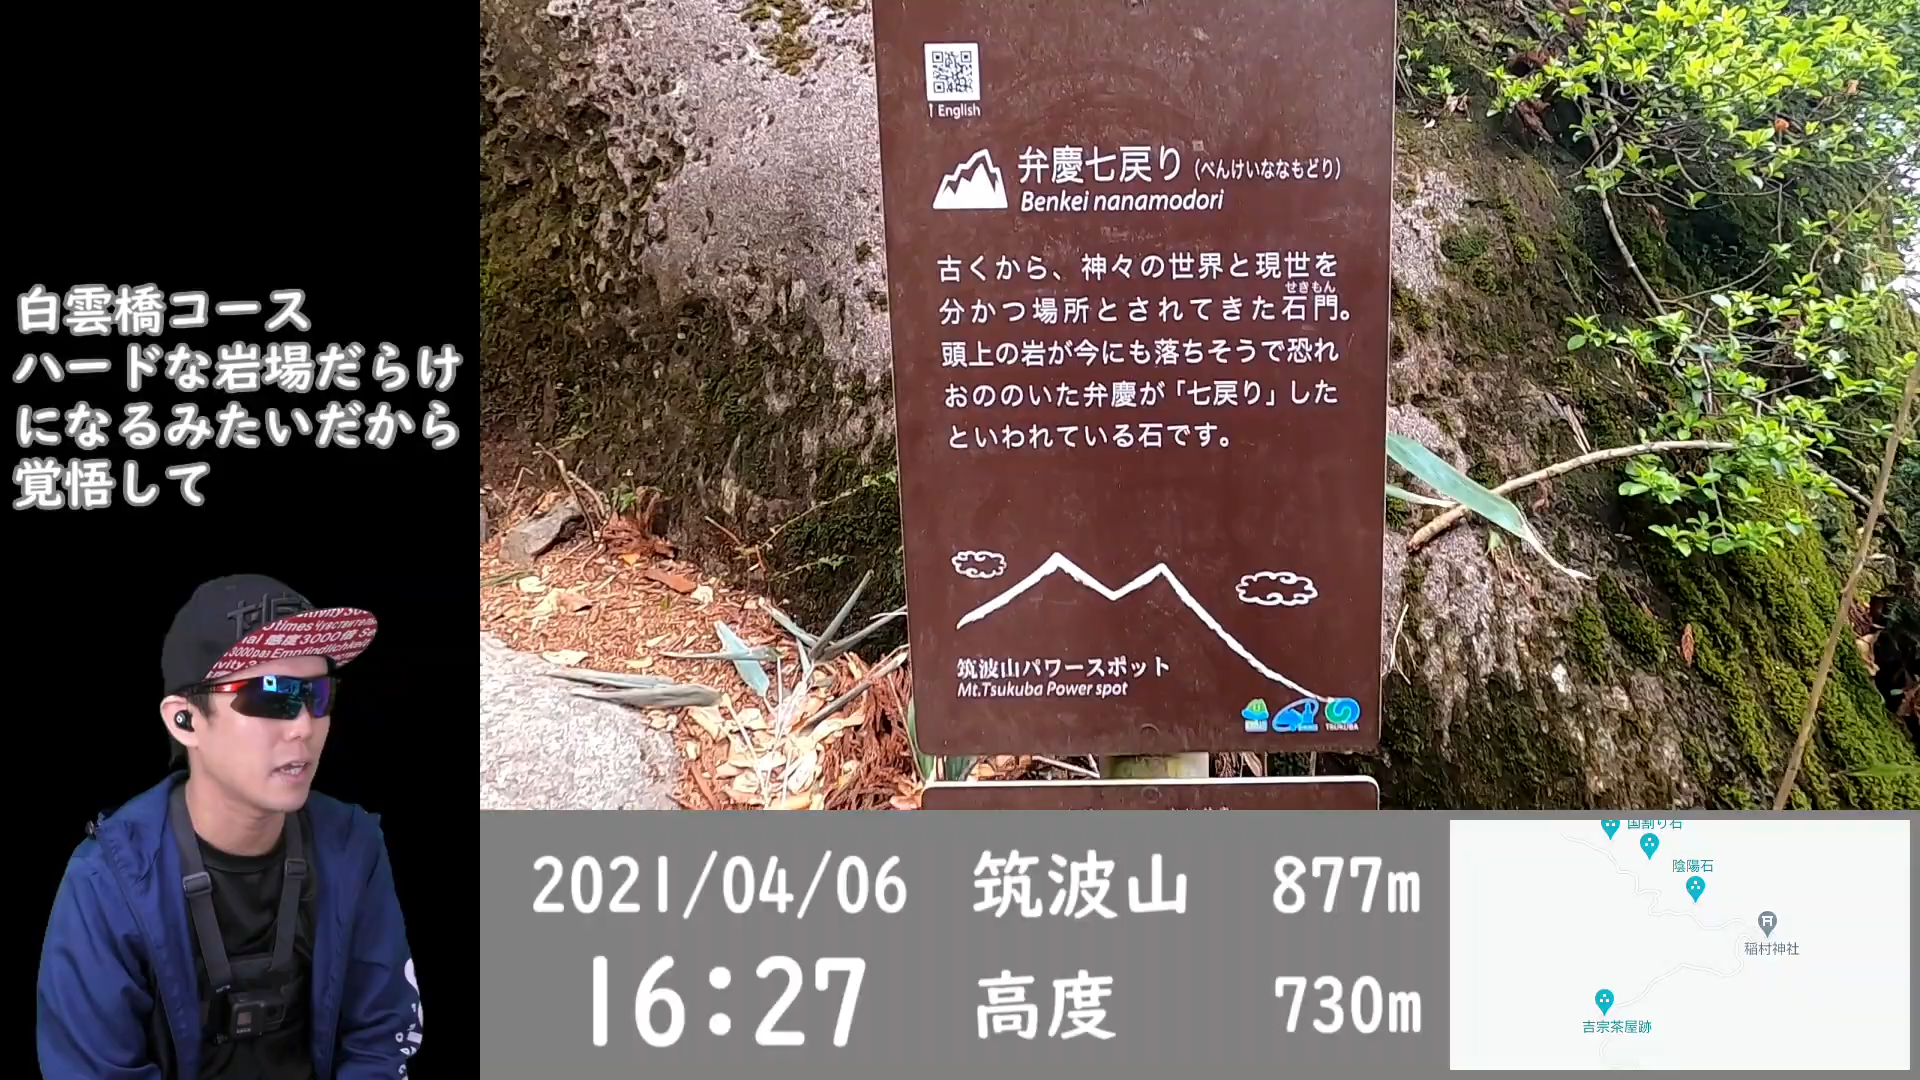 白雲橋コース
ハードな岩場だらけ
になるみたいだから
覚悟して
English
弁慶七戻り(べんけいななもどり)
Benkei nanamodori
古くから、神々の世界と現世を
せきもん
分かつ場所とされてきた石門。
頭上の岩が今にも落ちそうで恐れ
おののいた弁慶が「七戻り」した
といわれている石です。
筑波山パワースポット
Mt.Tsukuba Power spot
TSUKUBA
2021/04/06 筑波山 877m
16:27 高度 730m
国割り石
陰陽石
稲村神社
吉宗茶屋跡